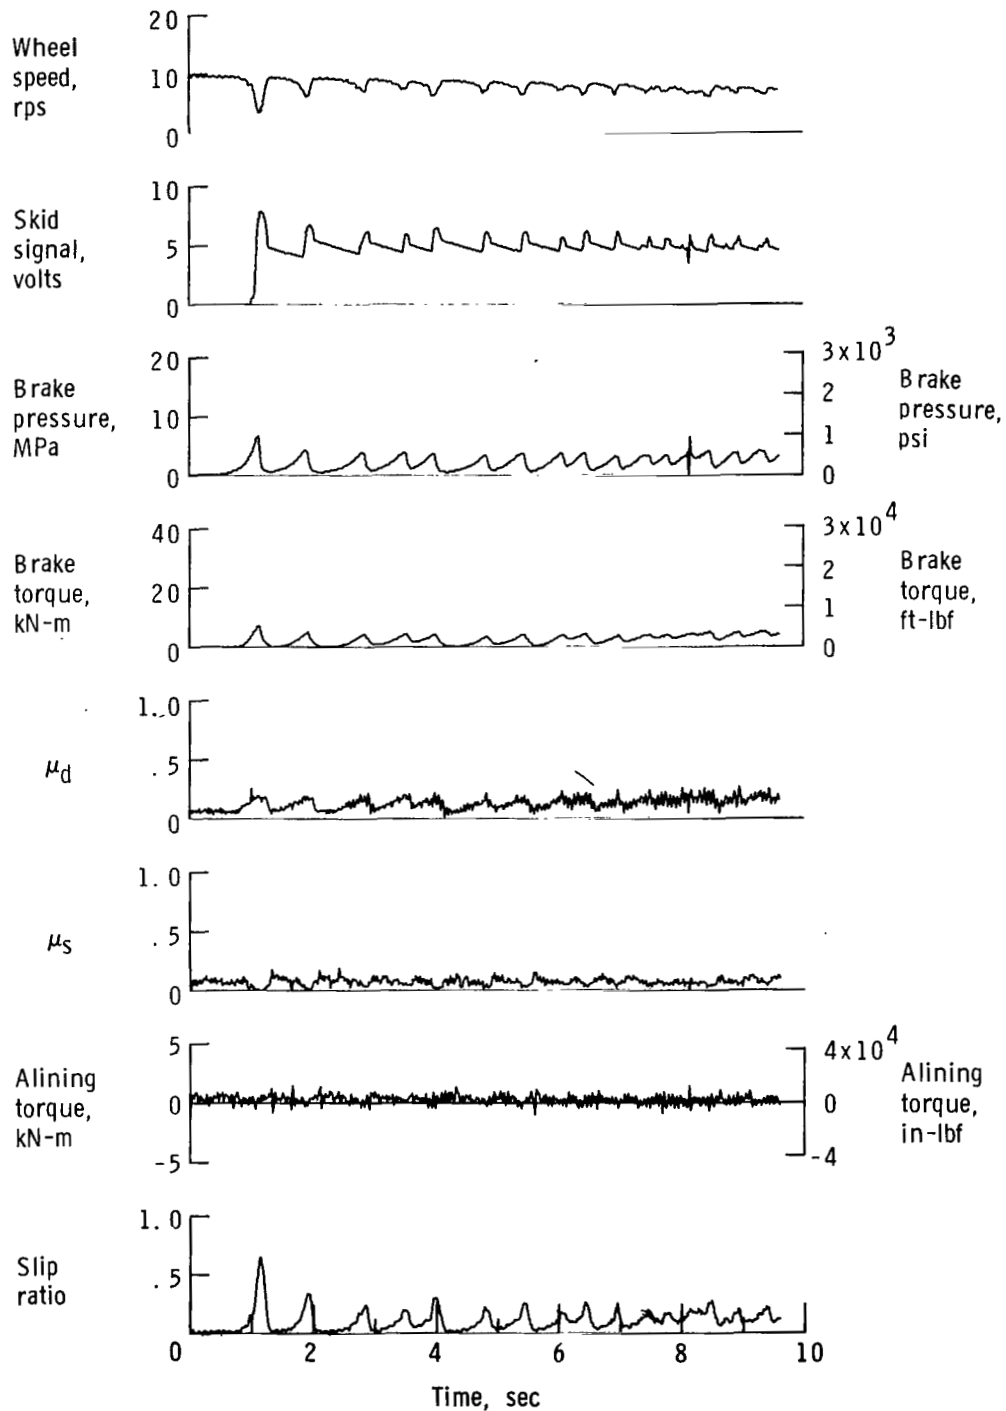 Wheel speed, rps
20
10
0
Skid signal, volts
10
5
0
Brake pressure, MPa
20
10
0
3x10^3
2
1
0
Brake pressure, psi
Brake torque, kN-m
40
20
0
3x10^4
2
1
0
Brake torque, ft-lbf
μd
1.0
.5
0
μs
1.0
.5
0
Alining torque, kN-m
5
0
-5
4x10^4
0
-4
Alining torque, in-lbf
Slip ratio
1.0
.5
0 2 4 6 8 10
Time, sec